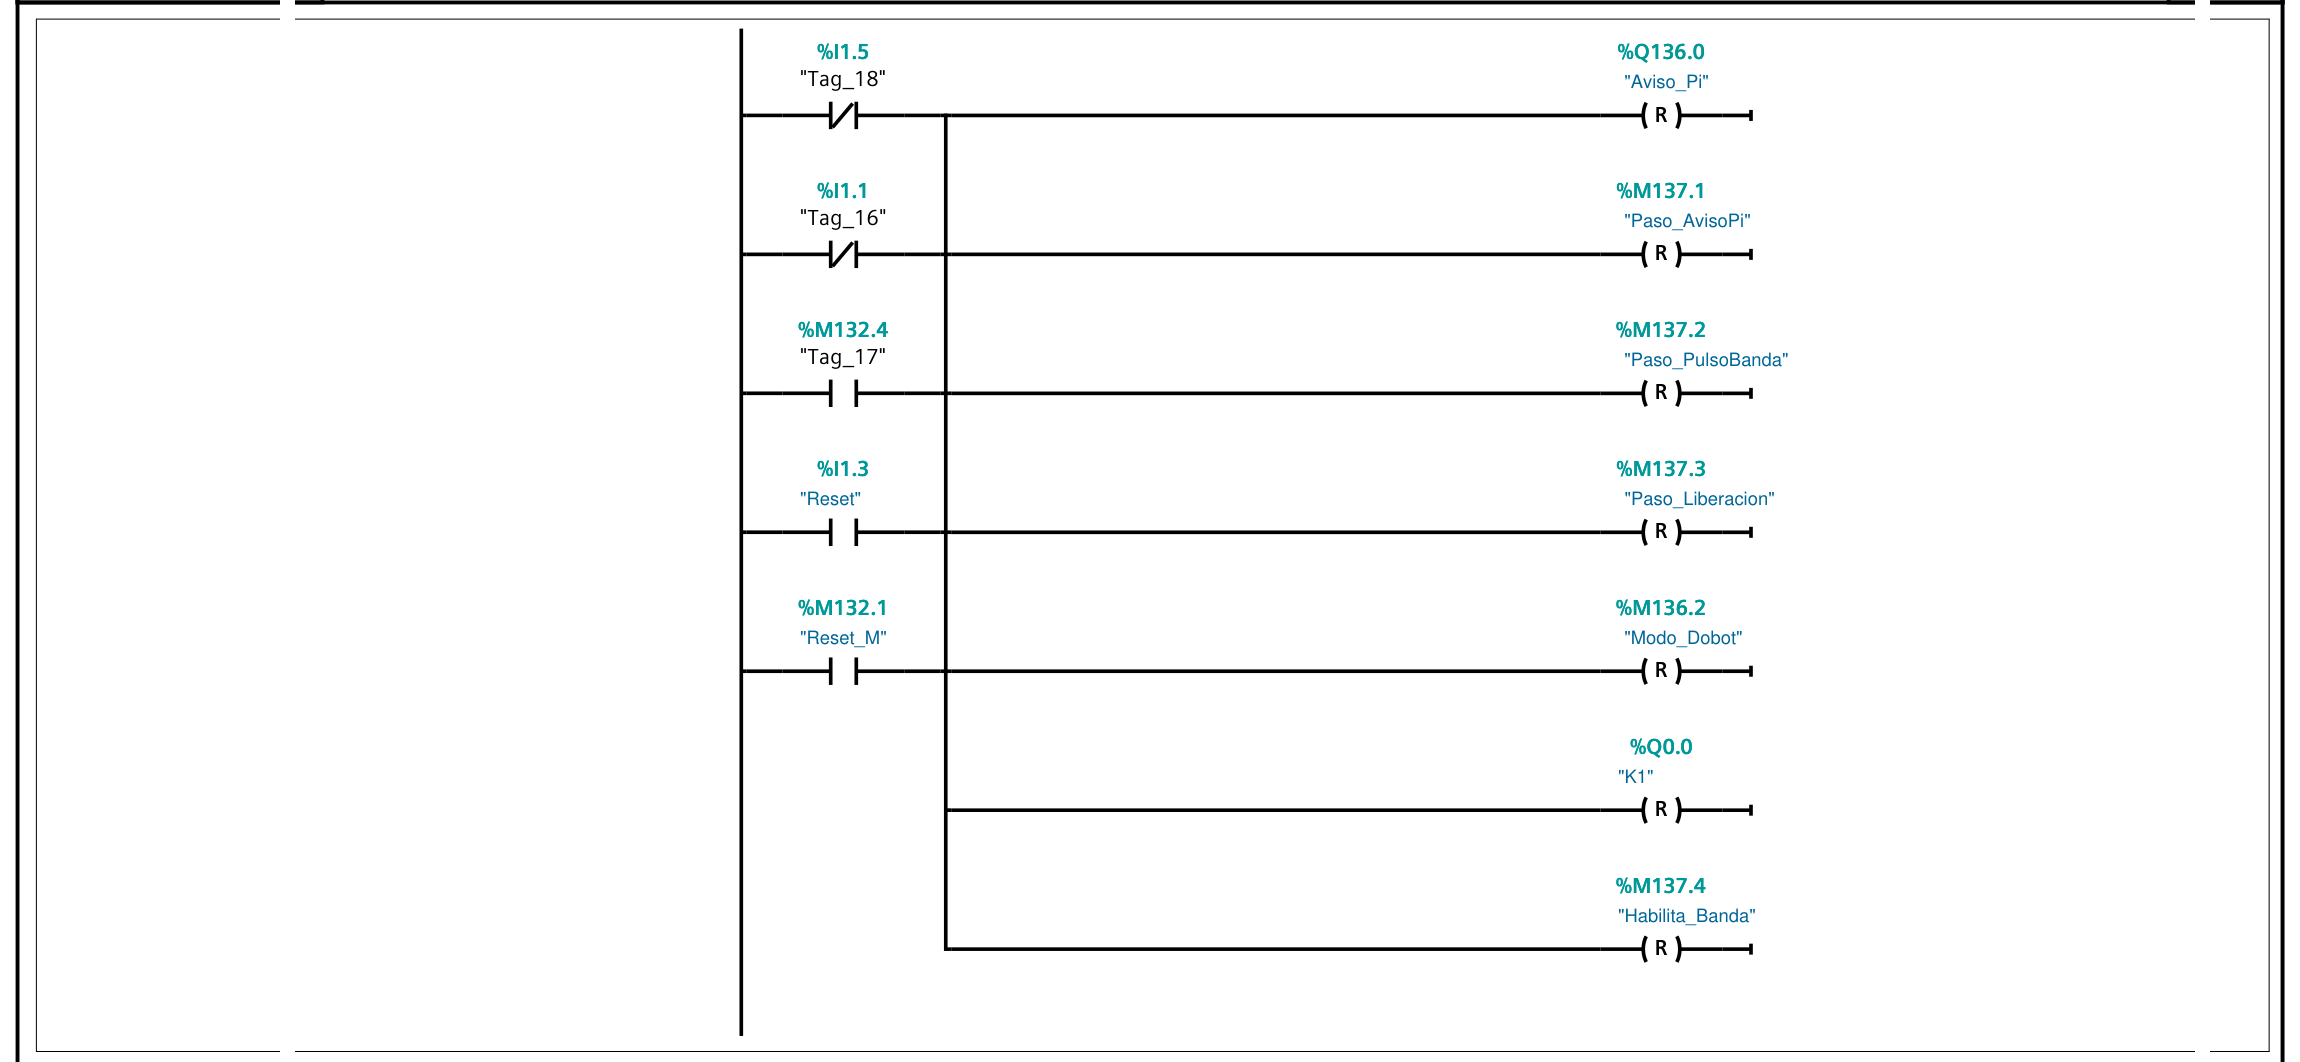 %I1.5
"Tag_18"
%Q136.0
"Aviso_Pi"
R
%I1.1
"Tag_16"
%M137.1
"Paso_AvisoPi"
R
%M132.4
"Tag_17"
%M137.2
"Paso_PulsoBanda"
R
%I1.3
"Reset"
%M137.3
"Paso_Liberacion"
R
%M132.1
"Reset_M"
%M136.2
"Modo_Dobot"
R
%Q0.0
"K1"
R
%M137.4
"Habilita_Banda"
R